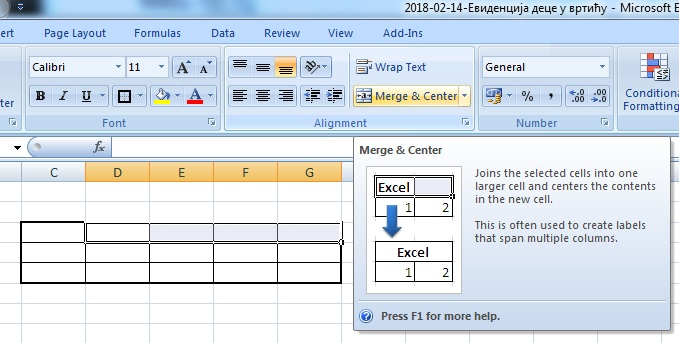 2018-02-14-Евиденција деце у вртићу - Microsoft E
ert Page Layout Formulas Data Review View Add-Ins
Calibri 11 A A Wrap Text General
B I U A Merge & Center % , .0 .00 .00 .0 Conditiona
Formatting
ter Font Alignment Number
fx
C D E F G
Merge & Center
Excel
1 2
Excel
1 2
Joins the selected cells into one
larger cell and centers the contents
in the new cell.
This is often used to create labels
that span multiple columns.
Press F1 for more help.